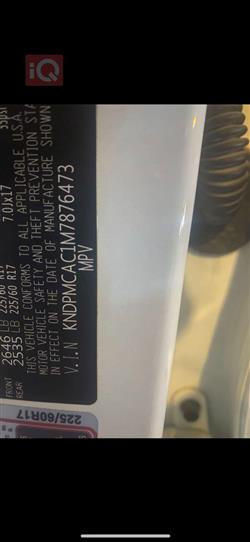 IQ
FRONT 2646 LB 225/60 R17 7.0JX17
REAR 2535 LB 225/60 R17
THIS VEHICLE CONFORMS TO ALL APPLICABLE U.S.A.
MOTOR VEHICLE SAFETY AND THEFT PREVENTION STA
IN EFFECT ON THE DATE OF MANUFACTURE SHOWN
V.I.N KNDPMCAC1M7876473
MPV
225/60R17